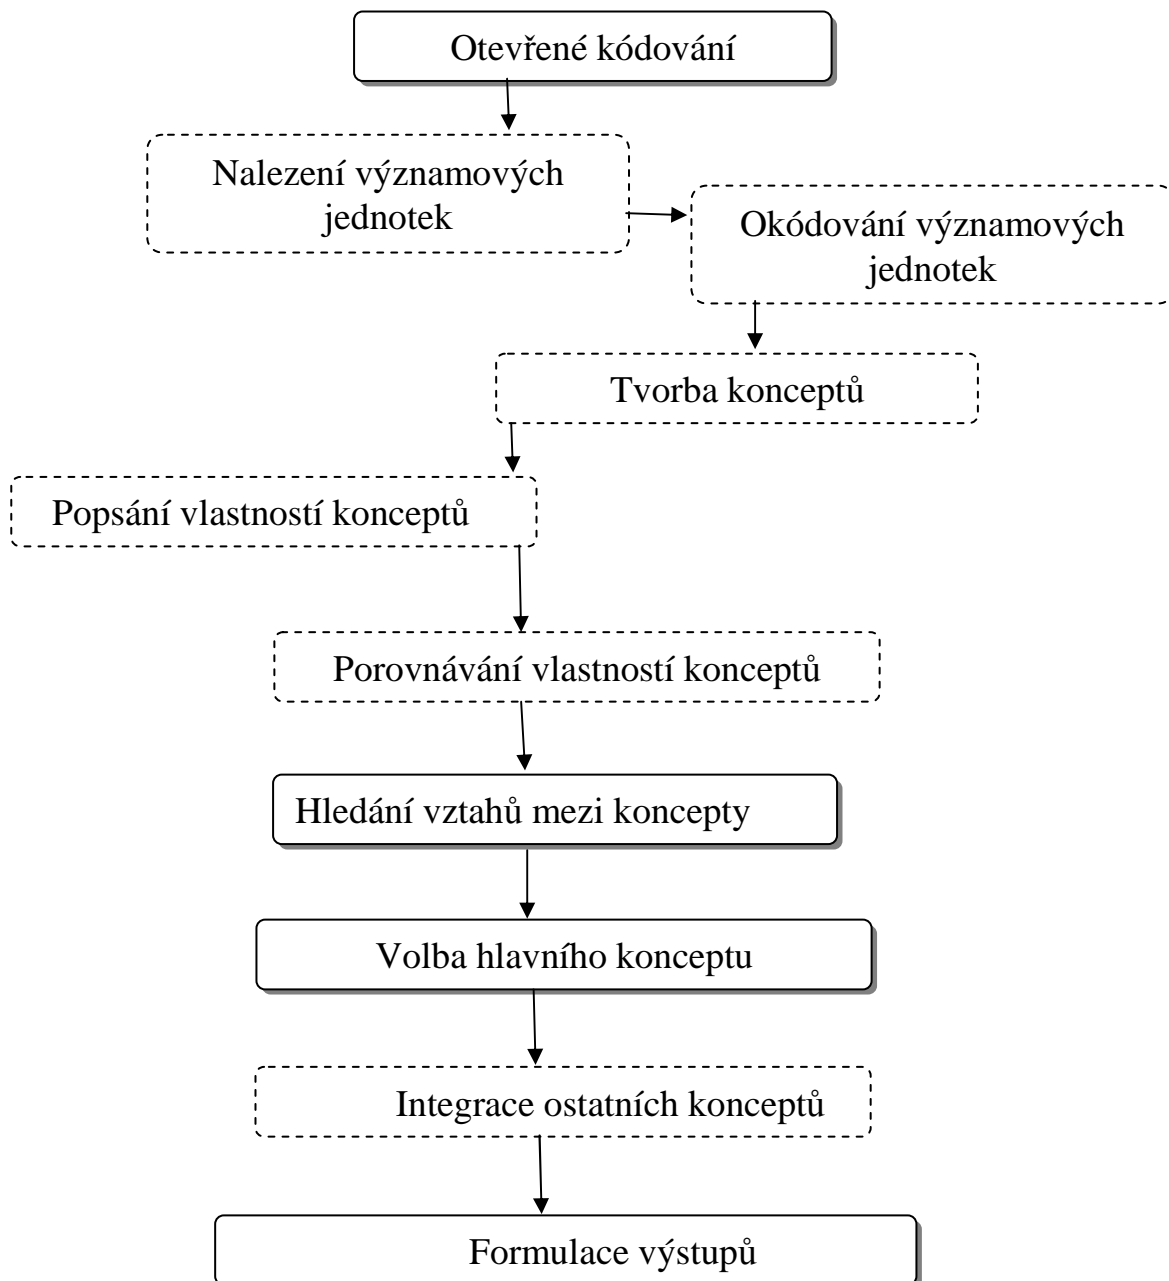 Otevřené kódování
Nalezení významových
jednotek
Okódování významových
jednotek
Tvorba konceptů
Popsání vlastností konceptů
Porovnávání vlastností konceptů
Hledání vztahů mezi koncepty
Volba hlavního konceptu
Integrace ostatních konceptů
Formulace výstupů